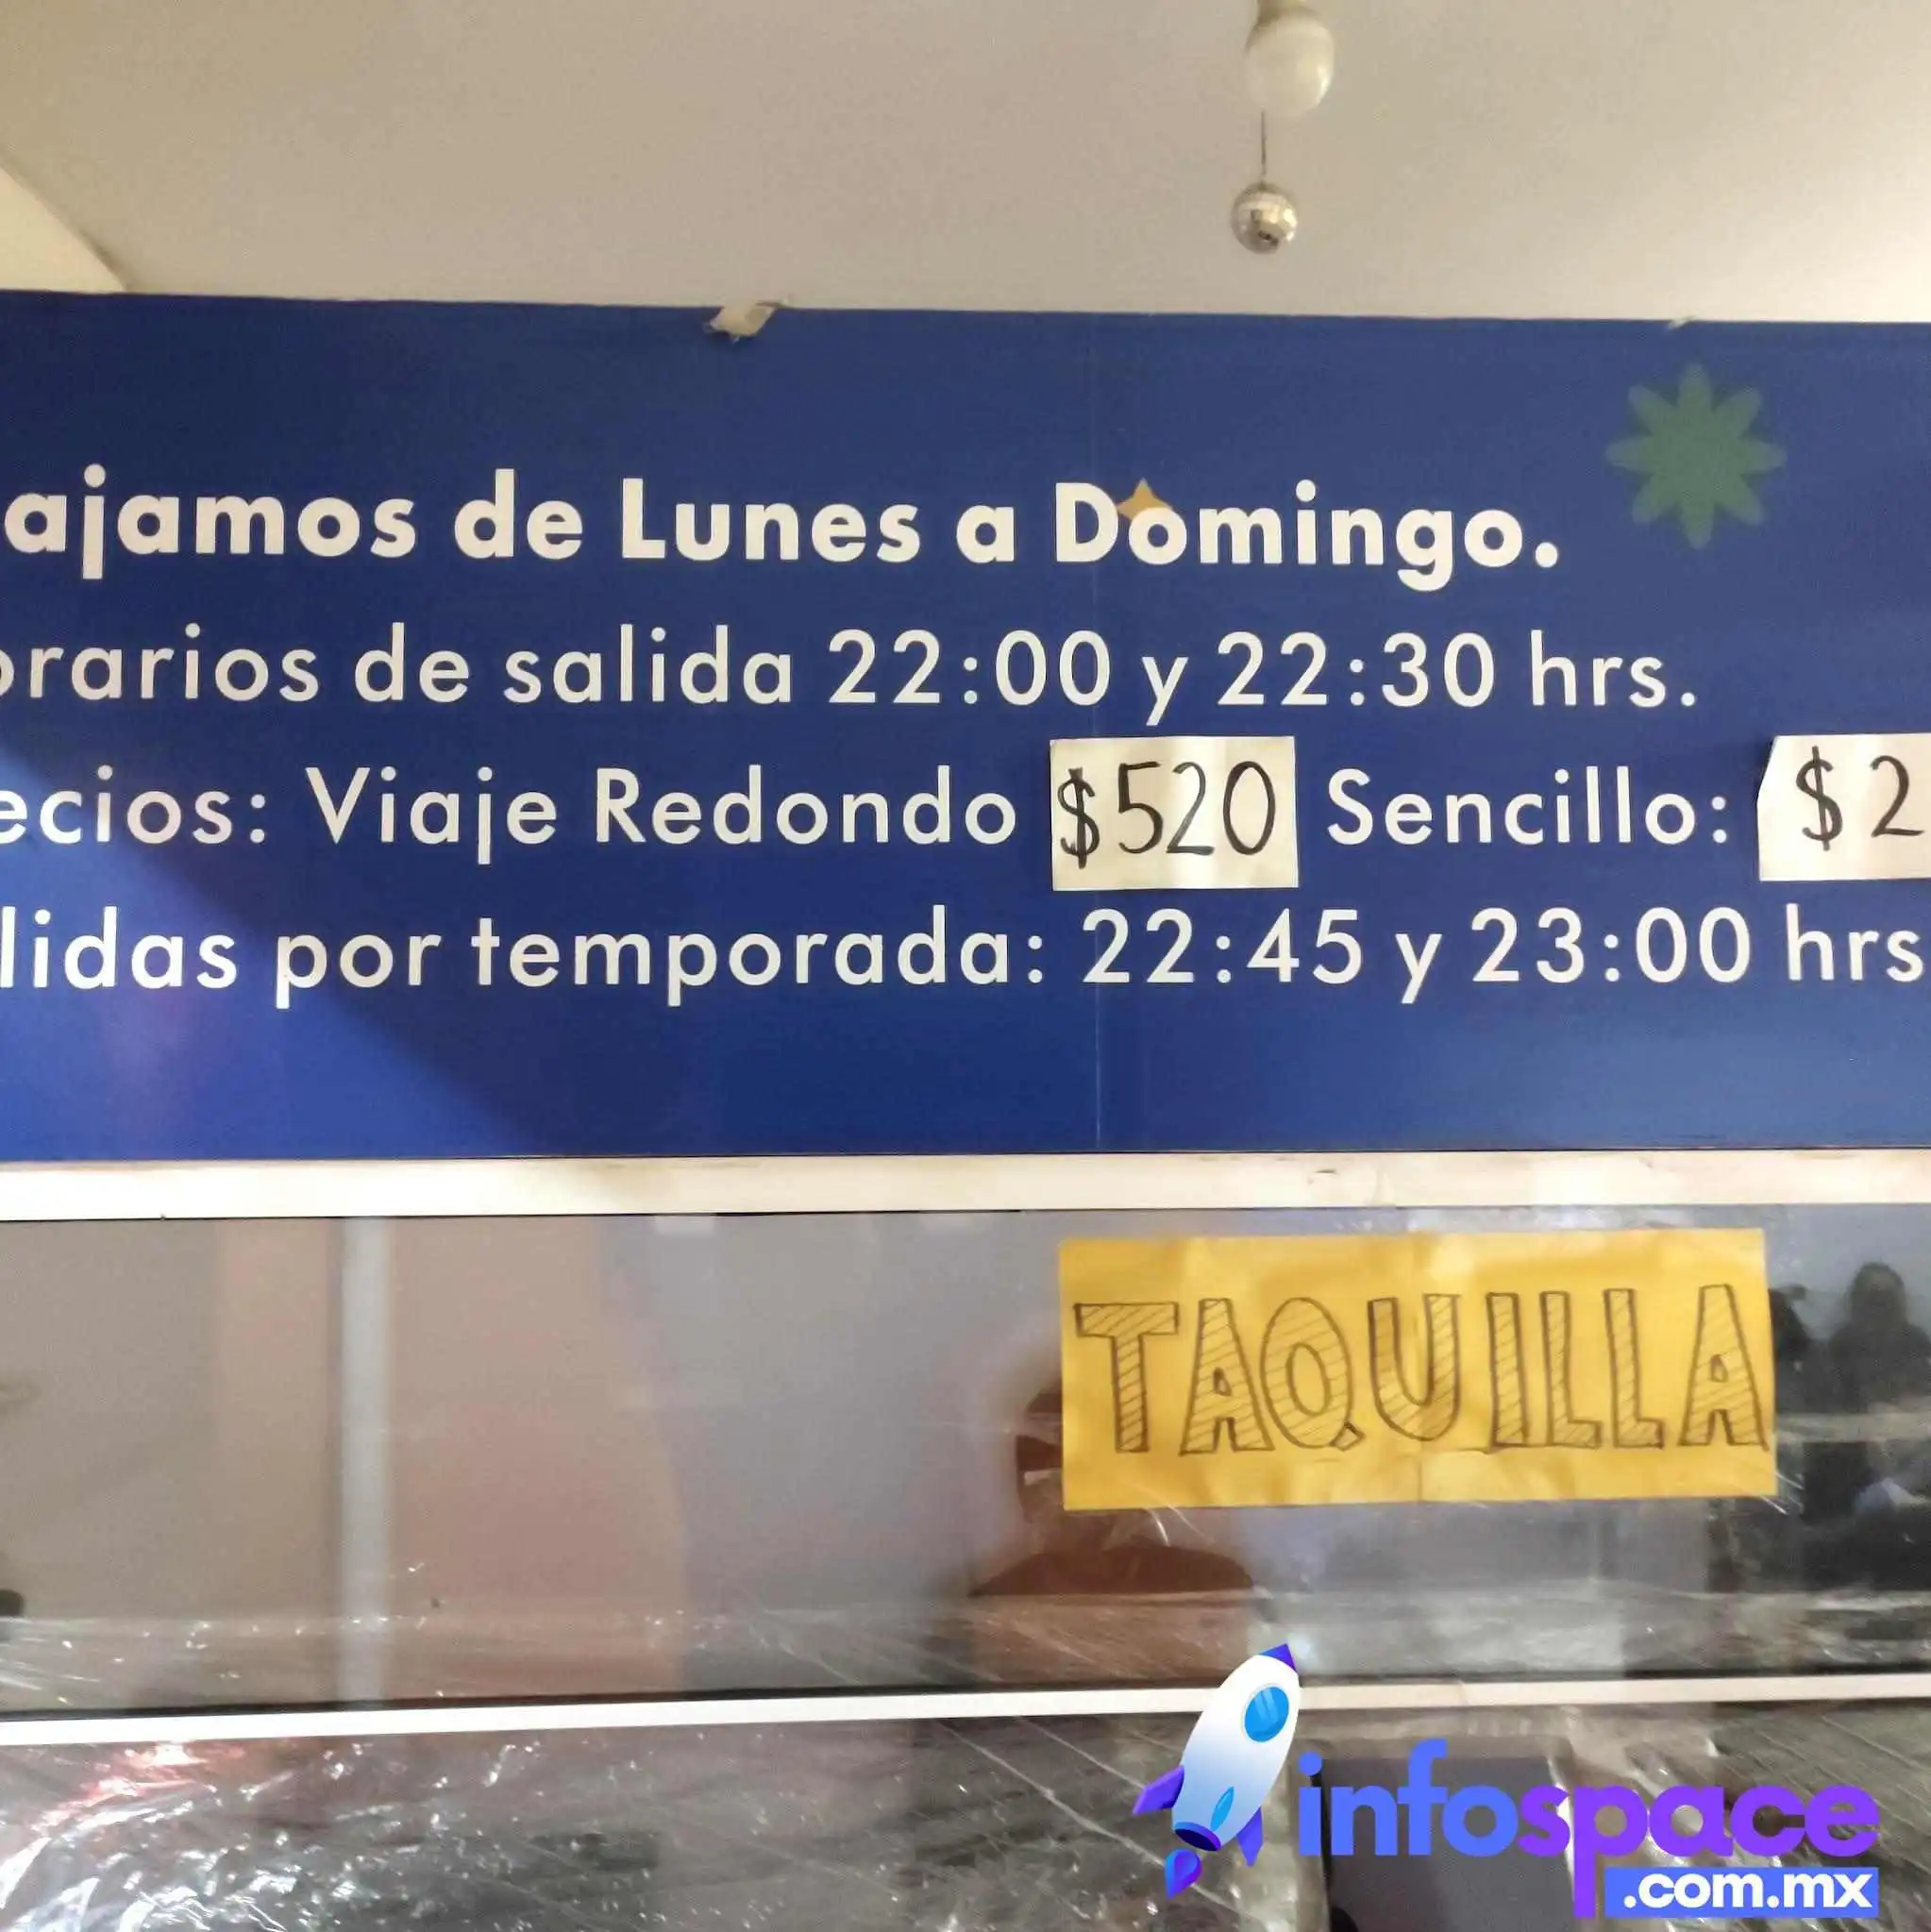 ajamos de Lunes a Domingo.
orarios de salida 22:00 y 22:30 hrs.
ecios: Viaje Redondo $520 Sencillo: $2
lidas por temporada: 22:45 y 23:00 hrs
TAQUILLA
infospace
.com.mx